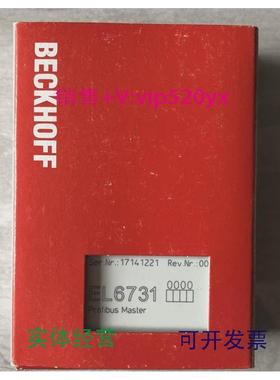 BECKHOFF
销售+V:vip520yx
Ser.Nr.:17141221 Rev.Nr.:00
EL6731 0000
Profibus Master
实体经营 可开发票